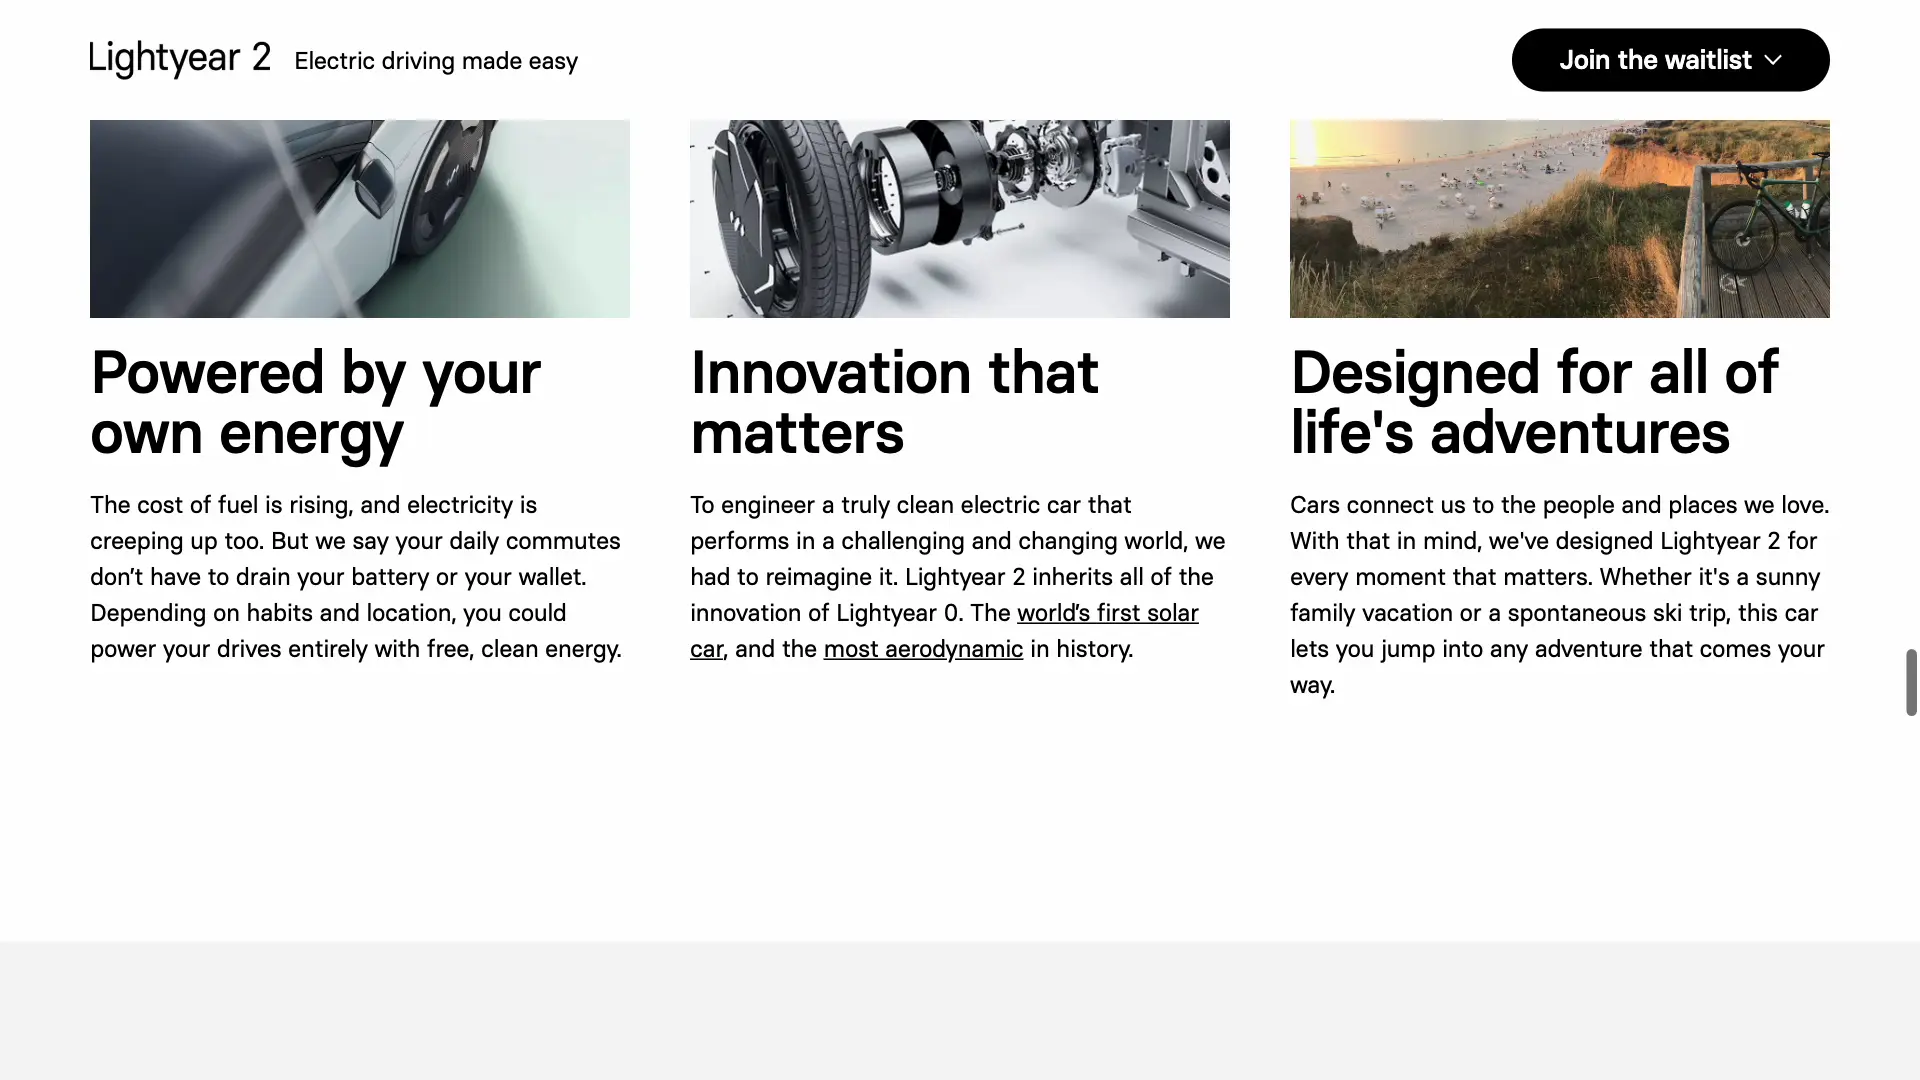 Lightyear 2 Electric driving made easy
Join the waitlist
Powered by your
own energy
The cost of fuel is rising, and electricity is
creeping up too. But we say your daily commutes
don’t have to drain your battery or your wallet.
Depending on habits and location, you could
power your drives entirely with free, clean energy.
Innovation that
matters
To engineer a truly clean electric car that
performs in a challenging and changing world, we
had to reimagine it. Lightyear 2 inherits all of the
innovation of Lightyear 0. The world’s first solar
car, and the most aerodynamic in history.
Designed for all of
life's adventures
Cars connect us to the people and places we love.
With that in mind, we've designed Lightyear 2 for
every moment that matters. Whether it's a sunny
family vacation or a spontaneous ski trip, this car
lets you jump into any adventure that comes your
way.